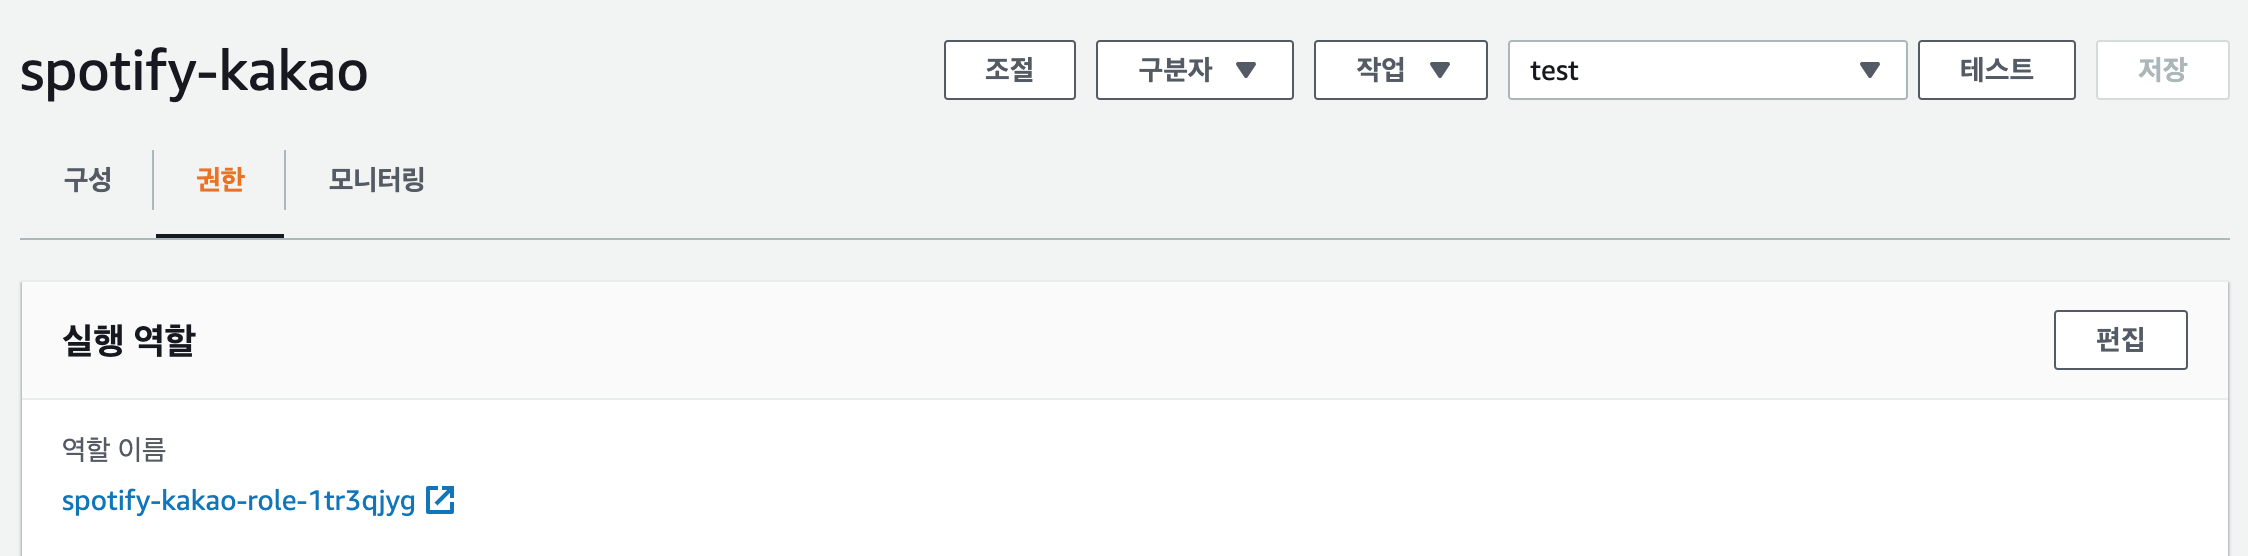 spotify-kakao
조절
구분자
작업
test
테스트
저장
구성
권한
모니터링
실행 역할
편집
역할 이름
spotify-kakao-role-1tr3qjyg